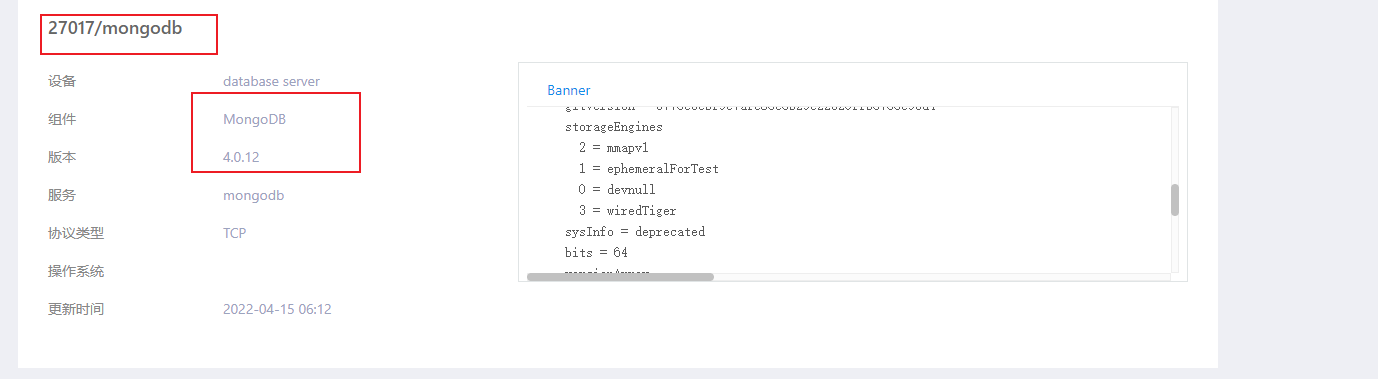 27017/mongodb
设备 database server
组件 MongoDB
版本 4.0.12
服务 mongodb
协议类型 TCP
操作系统
更新时间 2022-04-15 06:12
Banner
storageEngines
2 = mmapv1
1 = ephemeralForTest
0 = devnull
3 = wiredTiger
sysInfo = deprecated
bits = 64